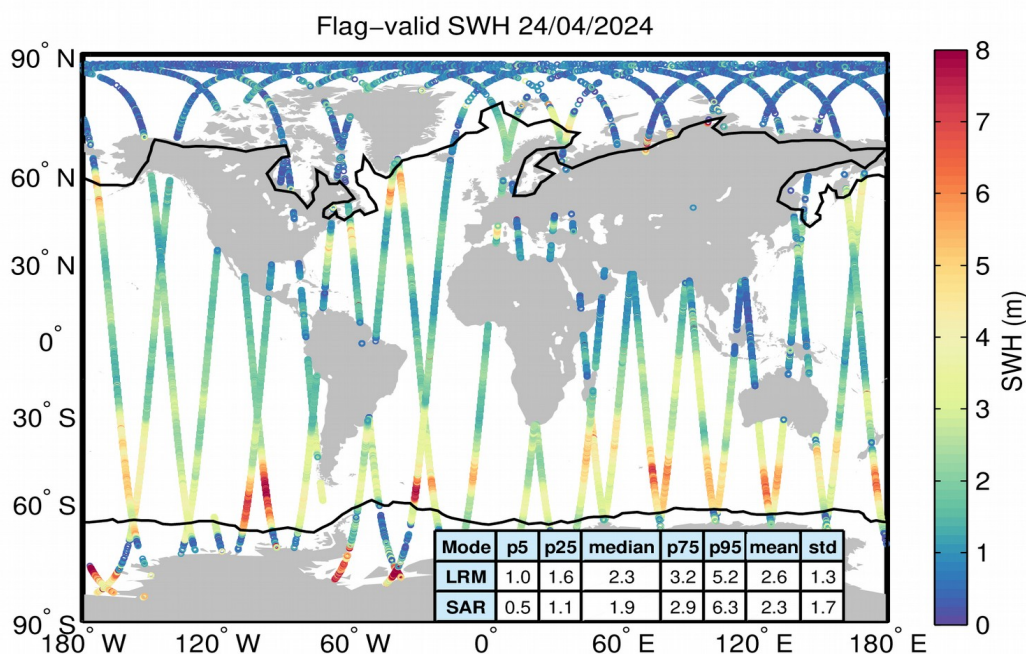 Flag–valid SWH 24/04/2024
90° N
60° N
30° N
0°
30° S
60° S
90° S
180° W
120° W
60° W
0°
60° E
120° E
180° E
Mode p5 p25 median p75 p95 mean std
LRM 1.0 1.6 2.3 3.2 5.2 2.6 1.3
SAR 0.5 1.1 1.9 2.9 6.3 2.3 1.7
8
7
6
5
4
3
2
1
0
SWH (m)